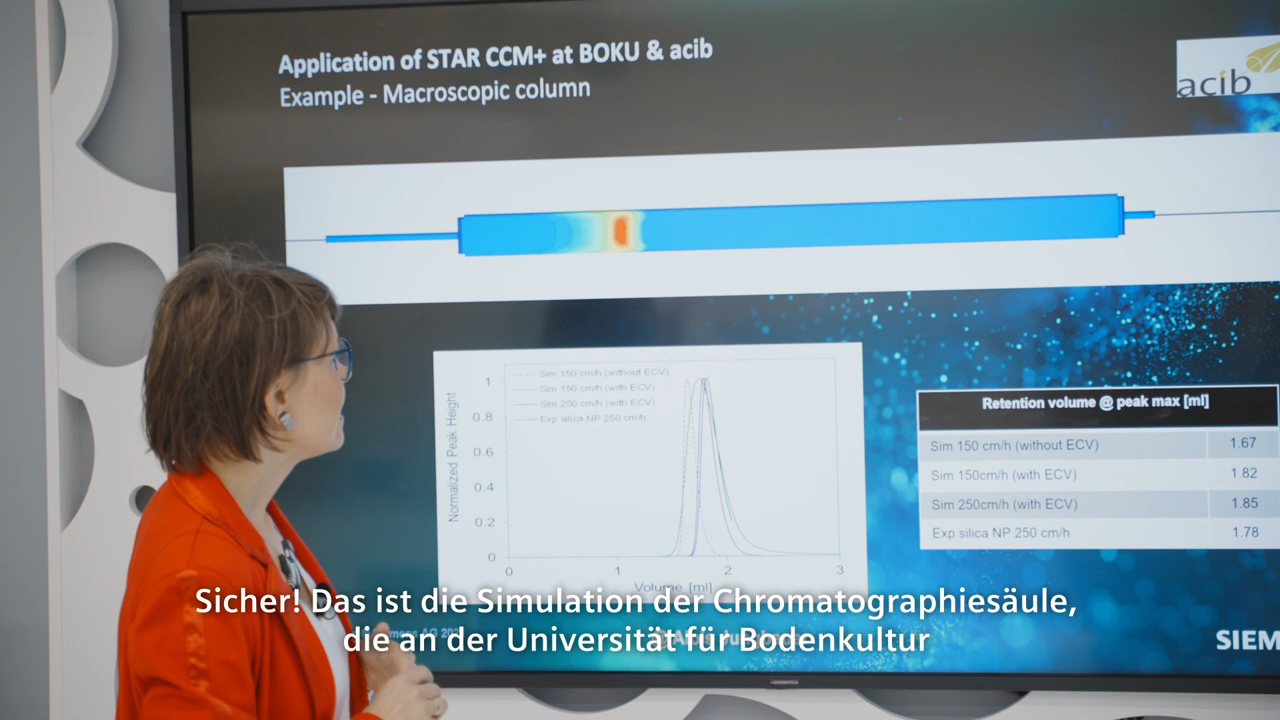 Application of STAR CCM+ at BOKU & acib
Example - Macroscopic column
acib
Sim 150 cm/h (without ECV)
Sim 150 cm/h (with ECV)
Sim 250 cm/h (with ECV)
Exp silica NP 250 cm/h
Normalized Peak Height
1
0.8
0.6
0.4
0.2
0
0 1 2 3
Volume [ml]
Retention volume @ peak max [ml]
Sim 150 cm/h (without ECV) 1.67
Sim 150cm/h (with ECV) 1.82
Sim 250cm/h (with ECV) 1.85
Exp silica NP 250 cm/h 1.78
Sicher! Das ist die Simulation der Chromatographiesäule,
die an der Universität für Bodenkultur
SIEM